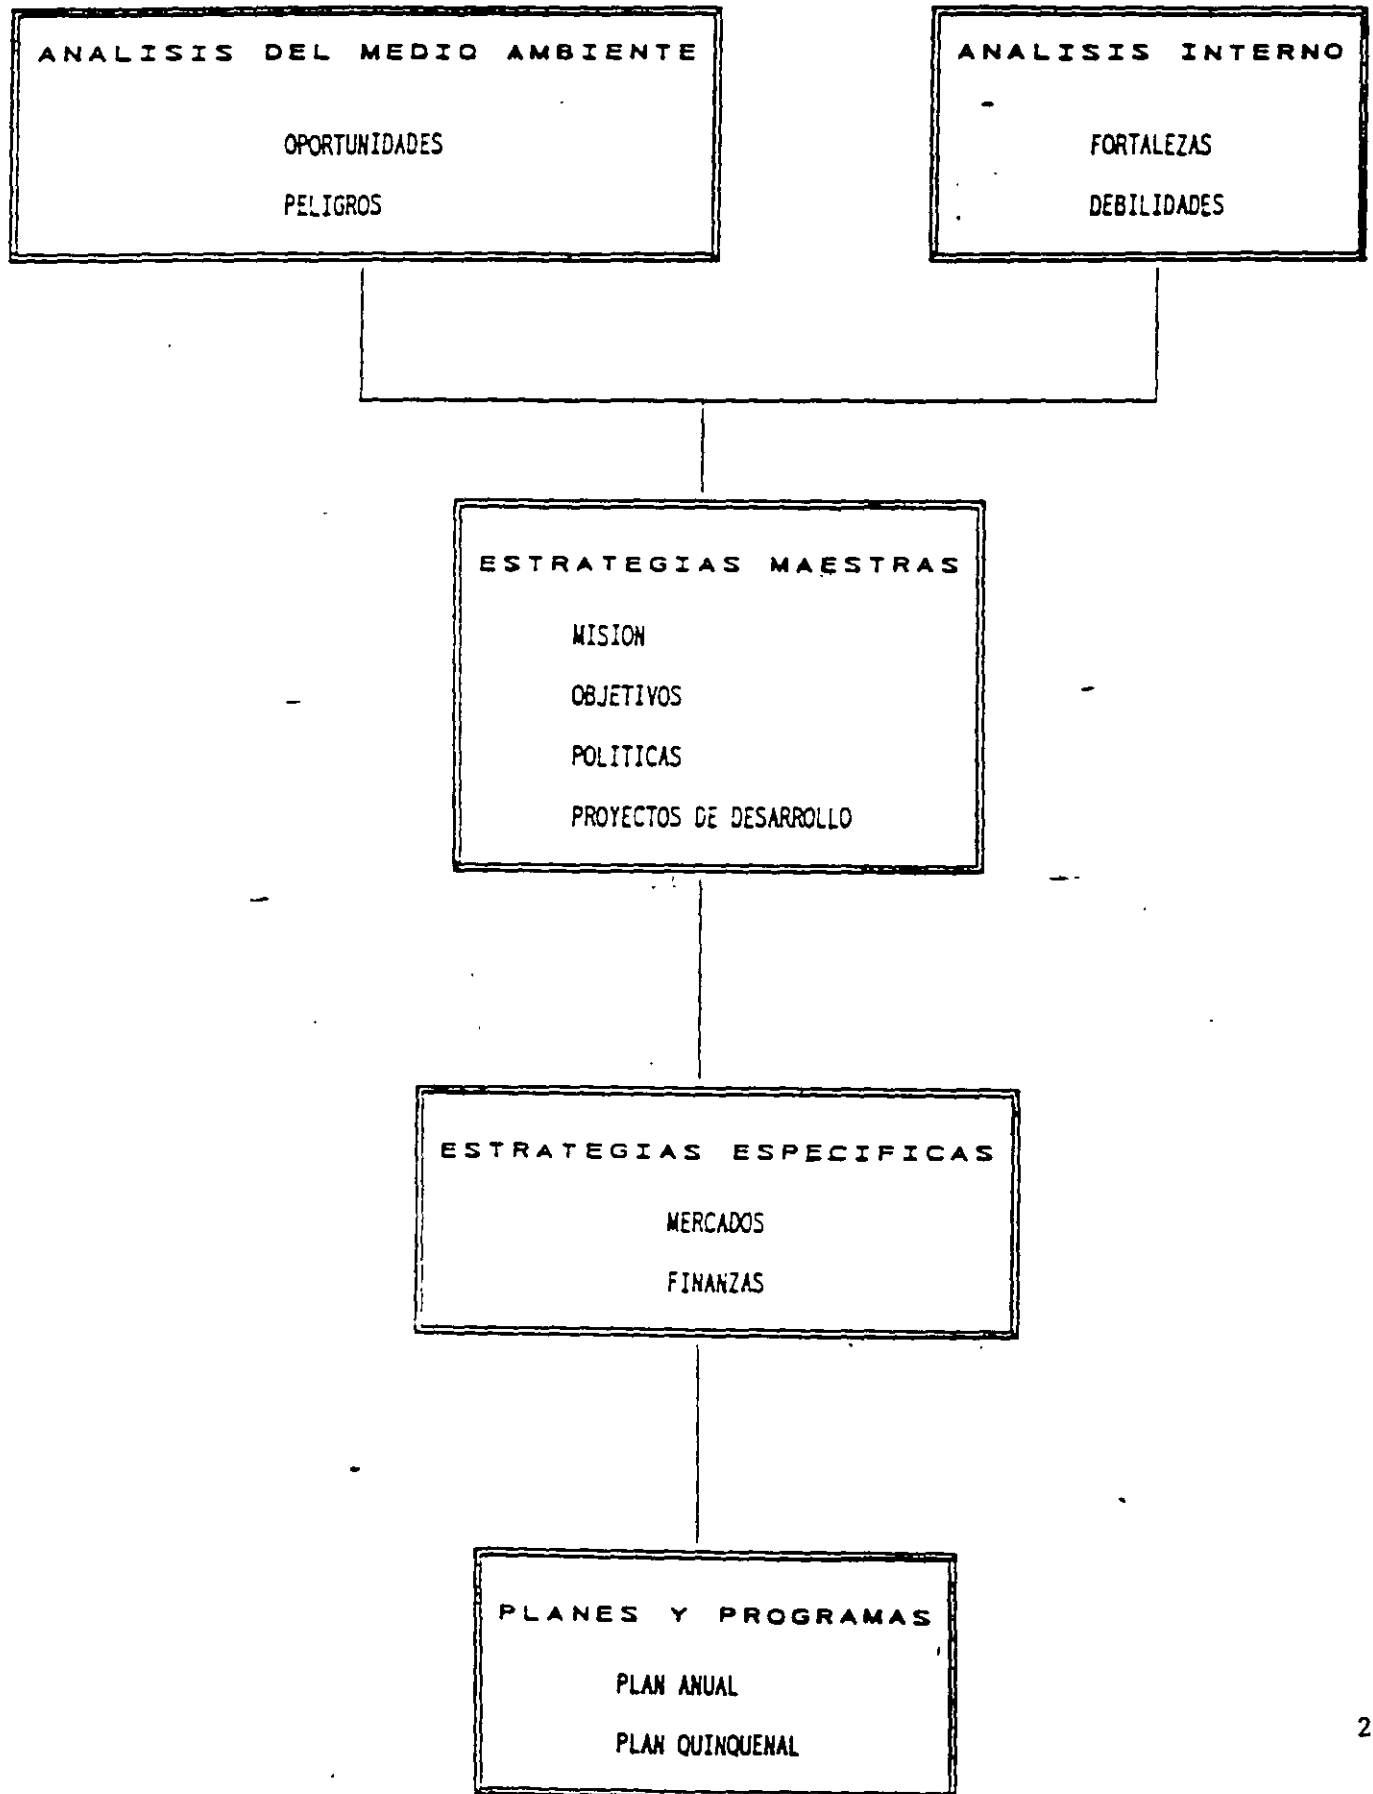 ANALISIS DEL MEDIO AMBIENTE
OPORTUNIDADES
PELIGROS
ANALISIS INTERNO
FORTALEZAS
DEBILIDADES
ESTRATEGIAS MAESTRAS
MISION
OBJETIVOS
POLITICAS
PROYECTOS DE DESARROLLO
ESTRATEGIAS ESPECIFICAS
MERCADOS
FINANZAS
PLANES Y PROGRAMAS
PLAN ANUAL
PLAN QUINQUENAL
2